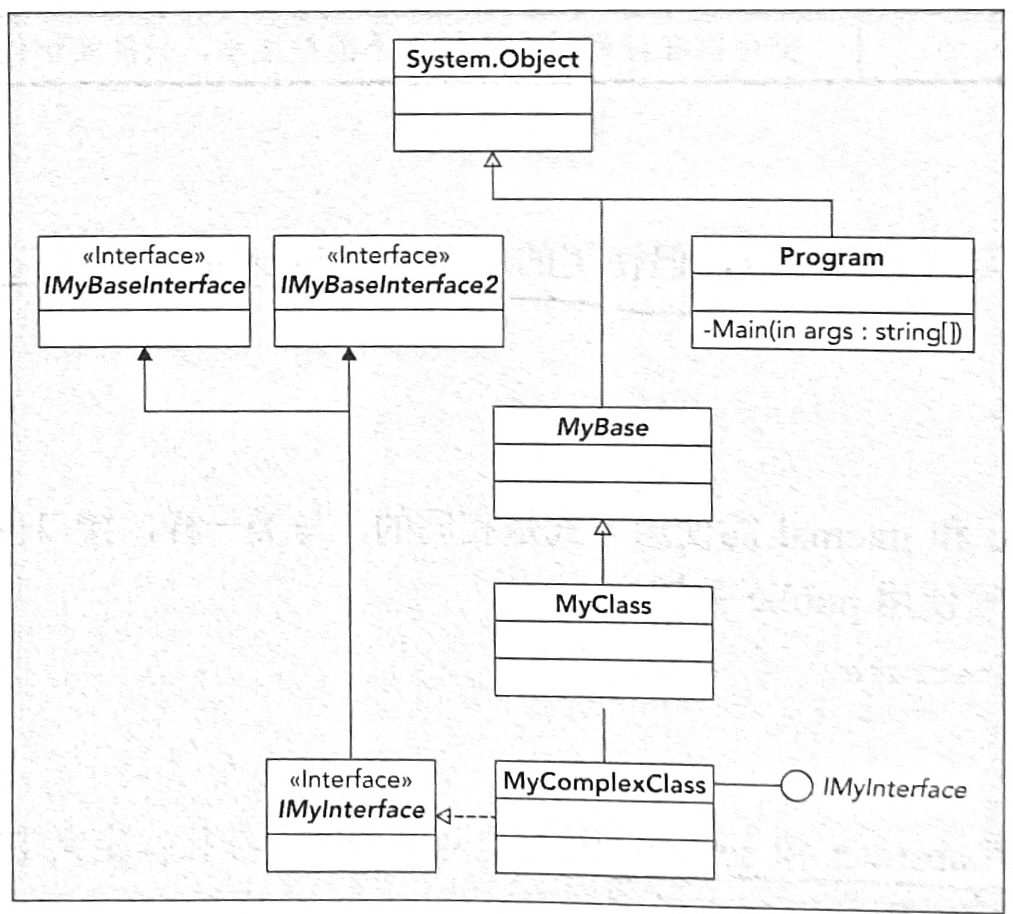 System.Object
«Interface»
IMyBaseInterface
«Interface»
IMyBaseInterface2
Program
-Main(in args : string[])
MyBase
MyClass
«Interface»
IMyInterface
MyComplexClass
IMyInterface